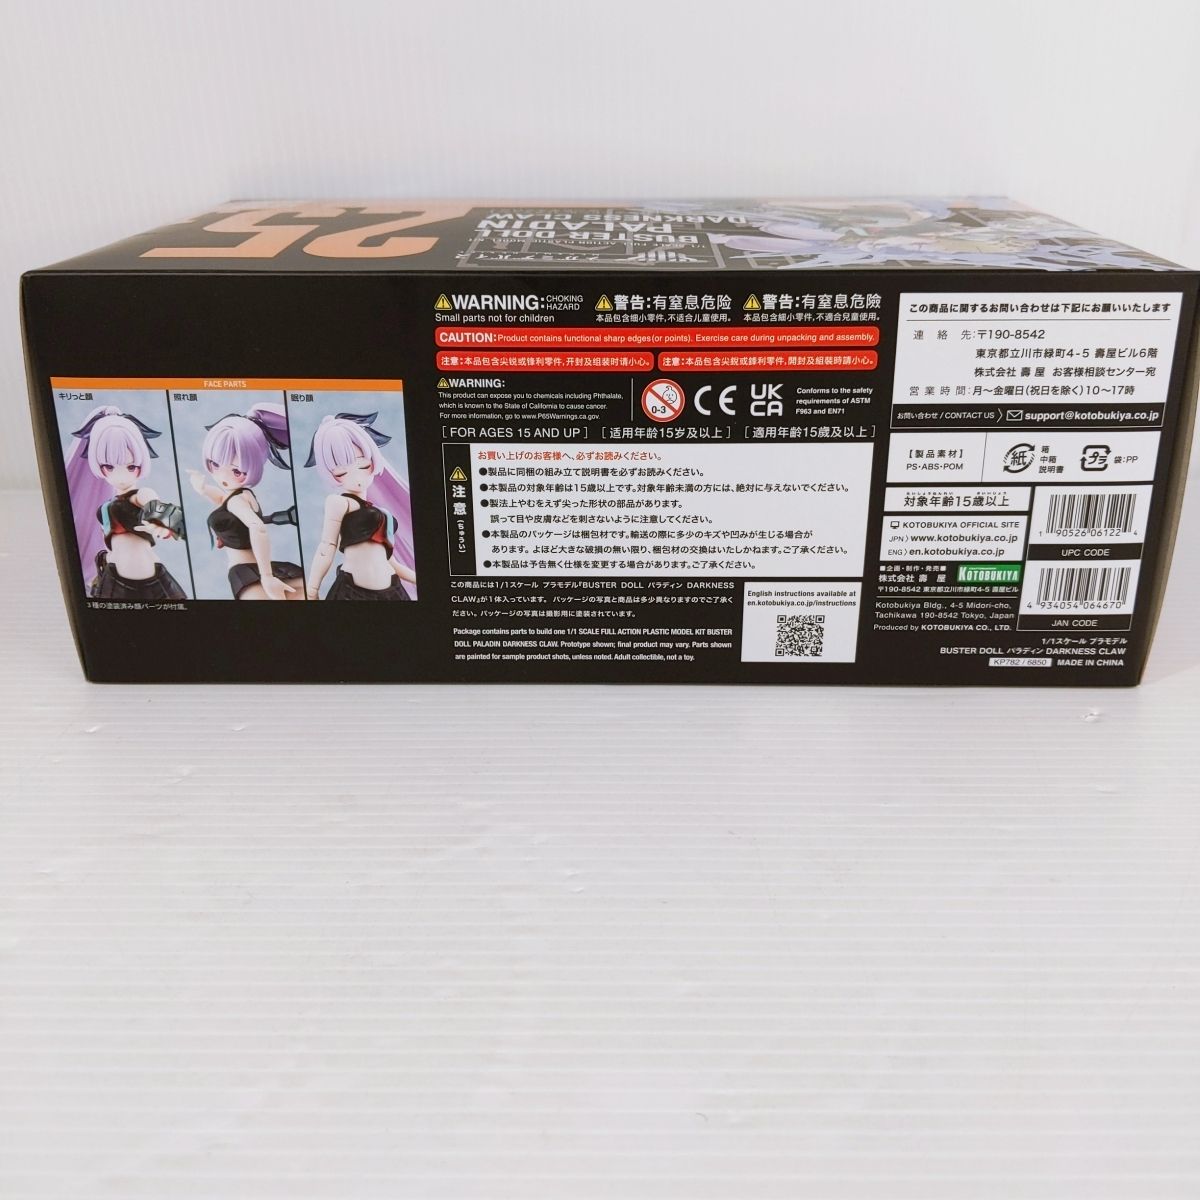 25
BUSTER DOLL
PALADIN
DARKNESS CLAW
FACE PARTS
キリっと顔
照れ顔
眠り顔
3種の塗装済み顔パーツが付属。
WARNING: CHOKING HAZARD
Small parts not for children
警告:有窒息危险
本品包含细小零件,不适合儿童使用。
警告:有窒息危險
本品包含細小零件,不適合兒童使用。
CAUTION: Product contains functional sharp edges(or points). Exercise care during unpacking and assembly.
注意:本品包含尖锐或锋利零件,开封及组装时请小心。
注意:本品包含尖銳或鋒利零件,開封及組裝時請小心。
WARNING:
This product can expose you to chemicals including Phthalate,
which is known to the State of California to cause cancer.
For more information, go to www.P65Warnings.ca.gov.
0-3
CE
UK
CA
Conforms to the safety
requirements of ASTM
F963 and EN71
[ FOR AGES 15 AND UP ]
[ 适用年龄15岁及以上 ]
[ 適用年齡15歲及以上 ]
注意(ちゅうい)
お買い上げのお客様へ、必ずお読みください。
●製品に同梱の組み立て説明書を必ずお読みください。
●本製品の対象年齢は15歳以上です。対象年齢未満の方には、絶対に与えないでください。
●製法上やむをえず尖った形状の部品があります。
誤って目や皮膚などを刺さないように注意してください。
●本製品のパッケージは梱包材です。輸送の際に多少のキズや凹みが生じる場合が
あります。よほど大きな破損の無い限り、梱包材の交換はいたしかねます。ご了承ください。
●本製品は予告無く仕様を変更する場合があります。ご了承ください。
この商品には1/1スケール プラモデル『BUSTER DOLL パラディン DARKNESS
CLAW』が1体入っています。 パッケージの写真と商品は多少異なりますのでご了承く
ださい。パッケージの写真は撮影用に塗装されています。
Package contains parts to build one 1/1 SCALE FULL ACTION PLASTIC MODEL KIT BUSTER
DOLL PALADIN DARKNESS CLAW. Prototype shown; final product may vary. Parts shown
are painted for sample product shots, unless noted. Adult collectible, not a toy.
English instructions available at
en.kotobukiya.co.jp/instructions
この商品に関するお問い合わせは下記にお願いいたします
連絡先:〒190-8542
東京都立川市緑町4-5 壽屋ビル6階
株式会社 壽屋 お客様相談センター宛
営業時間:月〜金曜日(祝日を除く)10〜17時
お問い合わせ / CONTACT US
support@kotobukiya.co.jp
【製品素材】
PS・ABS・POM
紙
箱
中箱
説明書
プラ
袋:PP
対象年齢15歳以上
KOTOBUKIYA OFFICIAL SITE
JPN www.kotobukiya.co.jp
ENG en.kotobukiya.co.jp
■企画・制作・発売■
株式会社 壽屋
KOTOBUKIYA
〒190-8542 東京都立川市緑町4-5 壽屋ビル
Kotobukiya Bldg., 4-5 Midori-cho,
Tachikawa 190-8542 Tokyo, Japan
Produced by KOTOBUKIYA CO., LTD.
1 90526 06122 4
UPC CODE
4 934054 064670
JAN CODE
1/1スケール プラモデル
BUSTER DOLL パラディン DARKNESS CLAW
KP782 / 6850
MADE IN CHINA